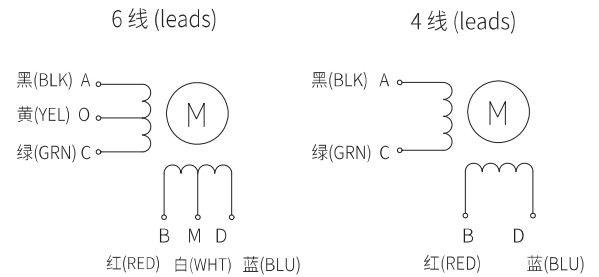 6 线 (leads)
黑(BLK) A
黄(YEL) O
绿(GRN) C
M
B M D
红(RED) 白(WHT) 蓝(BLU)
4 线 (leads)
黑(BLK) A
绿(GRN) C
M
B D
红(RED) 蓝(BLU)